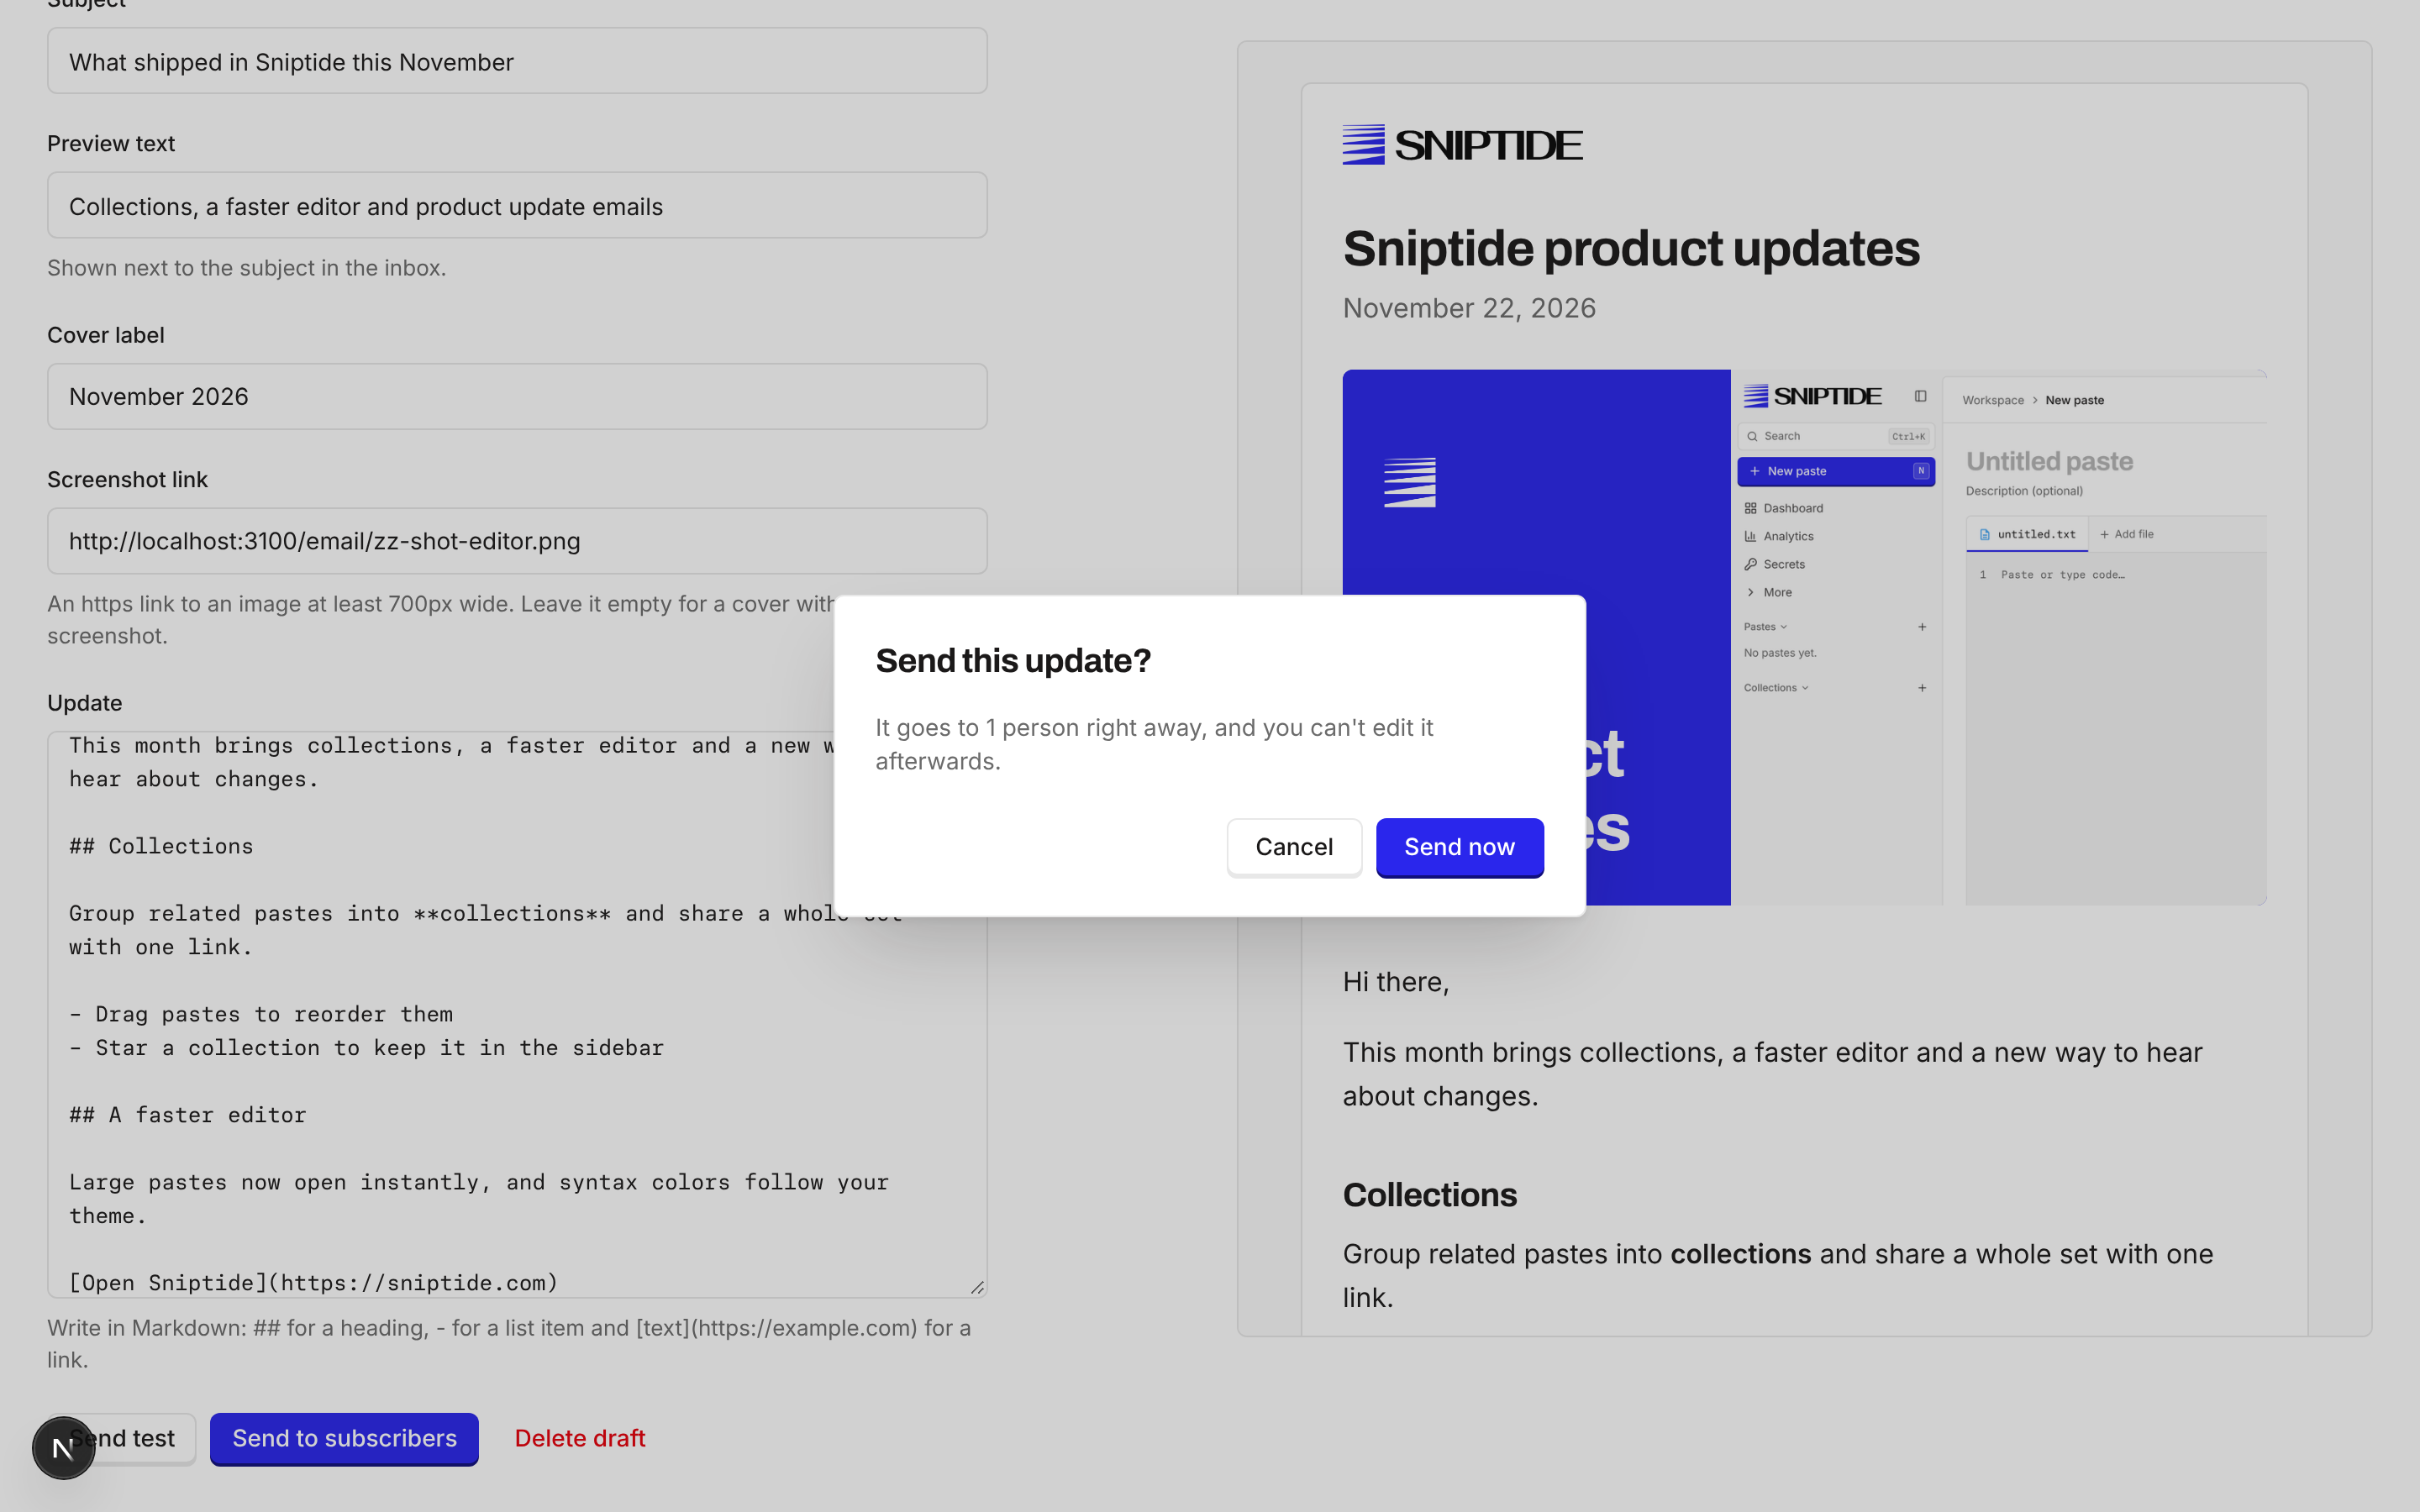 Subject
What shipped in Sniptide this November
Preview text
Collections, a faster editor and product update emails
Shown next to the subject in the inbox.
Cover label
November 2026
Screenshot link
http://localhost:3100/email/zz-shot-editor.png
An https link to an image at least 700px wide. Leave it empty for a cover
screenshot.
Update
This month brings collections, a faster editor and a new
hear about changes.
## Collections
Group related pastes into **collections** and share a whole
with one link.
- Drag pastes to reorder them
- Star a collection to keep it in the sidebar
## A faster editor
Large pastes now open instantly, and syntax colors follow your
theme.
[Open Sniptide](https://sniptide.com)
Write in Markdown: ## for a heading, - for a list item and [text](https://example.com) for a
link.
N
end test
Send to subscribers
Delete draft
Send this update?
It goes to 1 person right away, and you can't edit it
afterwards.
Cancel
Send now
SNIPTIDE
Sniptide product updates
November 22, 2026
ct
es
SNIPTIDE
Search
Ctrl+K
+ New paste
N
Dashboard
Analytics
Secrets
More
Pastes
+
No pastes yet.
Collections
+
Workspace > New paste
Untitled paste
Description (optional)
untitled.txt
+ Add file
1 Paste or type code…
Hi there,
This month brings collections, a faster editor and a new way to hear
about changes.
Collections
Group related pastes into collections and share a whole set with one
link.